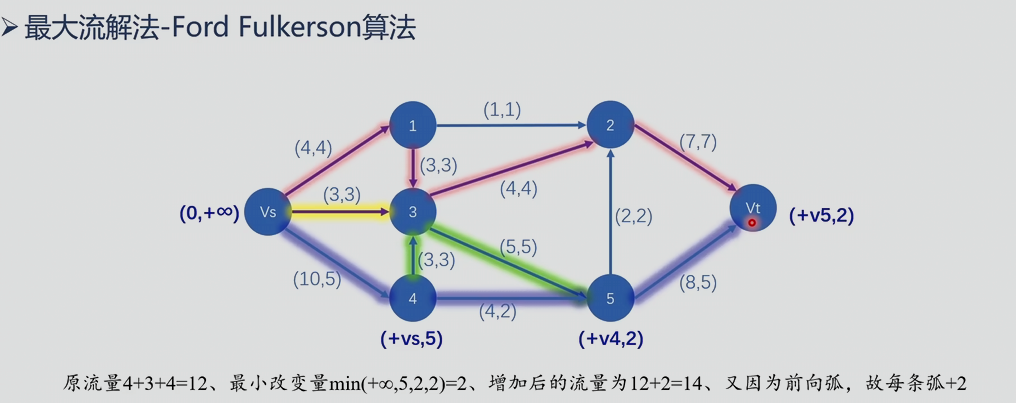 ➢ 最大流解法-Ford Fulkerson算法
(1,1)
1
2
(4,4)
(3,3)
(7,7)
(3,3)
(4,4)
(0,+∞)
Vs
3
Vt
(+v5,2)
(2,2)
(5,5)
(3,3)
(10,5)
(8,5)
4
5
(4,2)
(+vs,5)
(+v4,2)
原流量4+3+4=12、最小改变量min(+∞,5,2,2)=2、增加后的流量为12+2=14、又因为前向弧，故每条弧+2